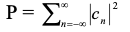 P = ∑_{n=-∞}^{∞} |c_n|^2